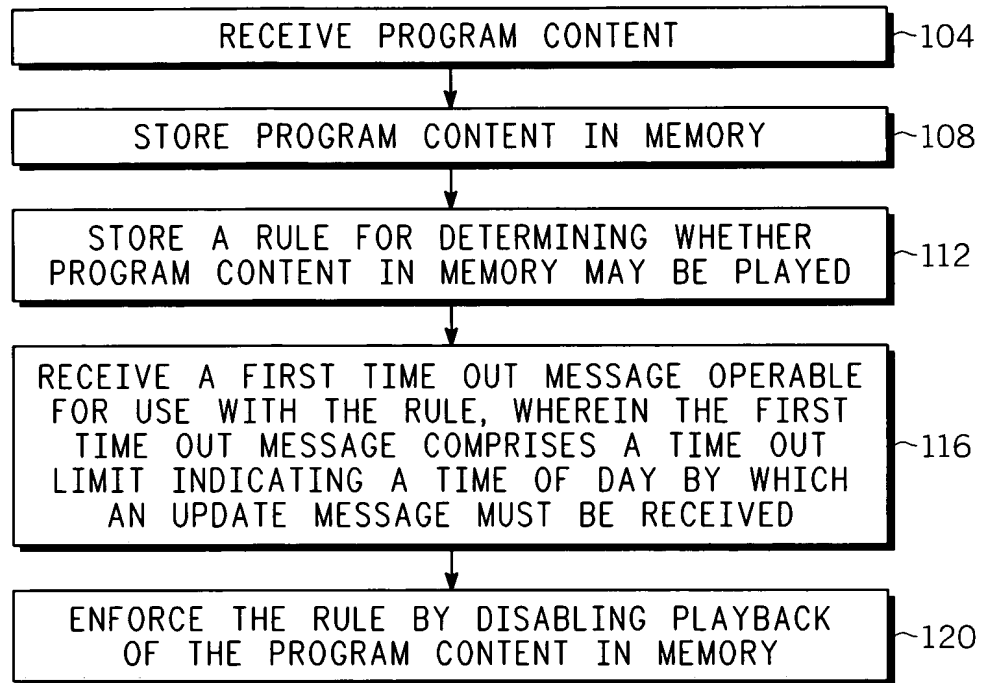 RECEIVE PROGRAM CONTENT
104
STORE PROGRAM CONTENT IN MEMORY
108
STORE A RULE FOR DETERMINING WHETHER
PROGRAM CONTENT IN MEMORY MAY BE PLAYED
112
RECEIVE A FIRST TIME OUT MESSAGE OPERABLE
FOR USE WITH THE RULE, WHEREIN THE FIRST
TIME OUT MESSAGE COMPRISES A TIME OUT
LIMIT INDICATING A TIME OF DAY BY WHICH
AN UPDATE MESSAGE MUST BE RECEIVED
116
ENFORCE THE RULE BY DISABLING PLAYBACK
OF THE PROGRAM CONTENT IN MEMORY
120